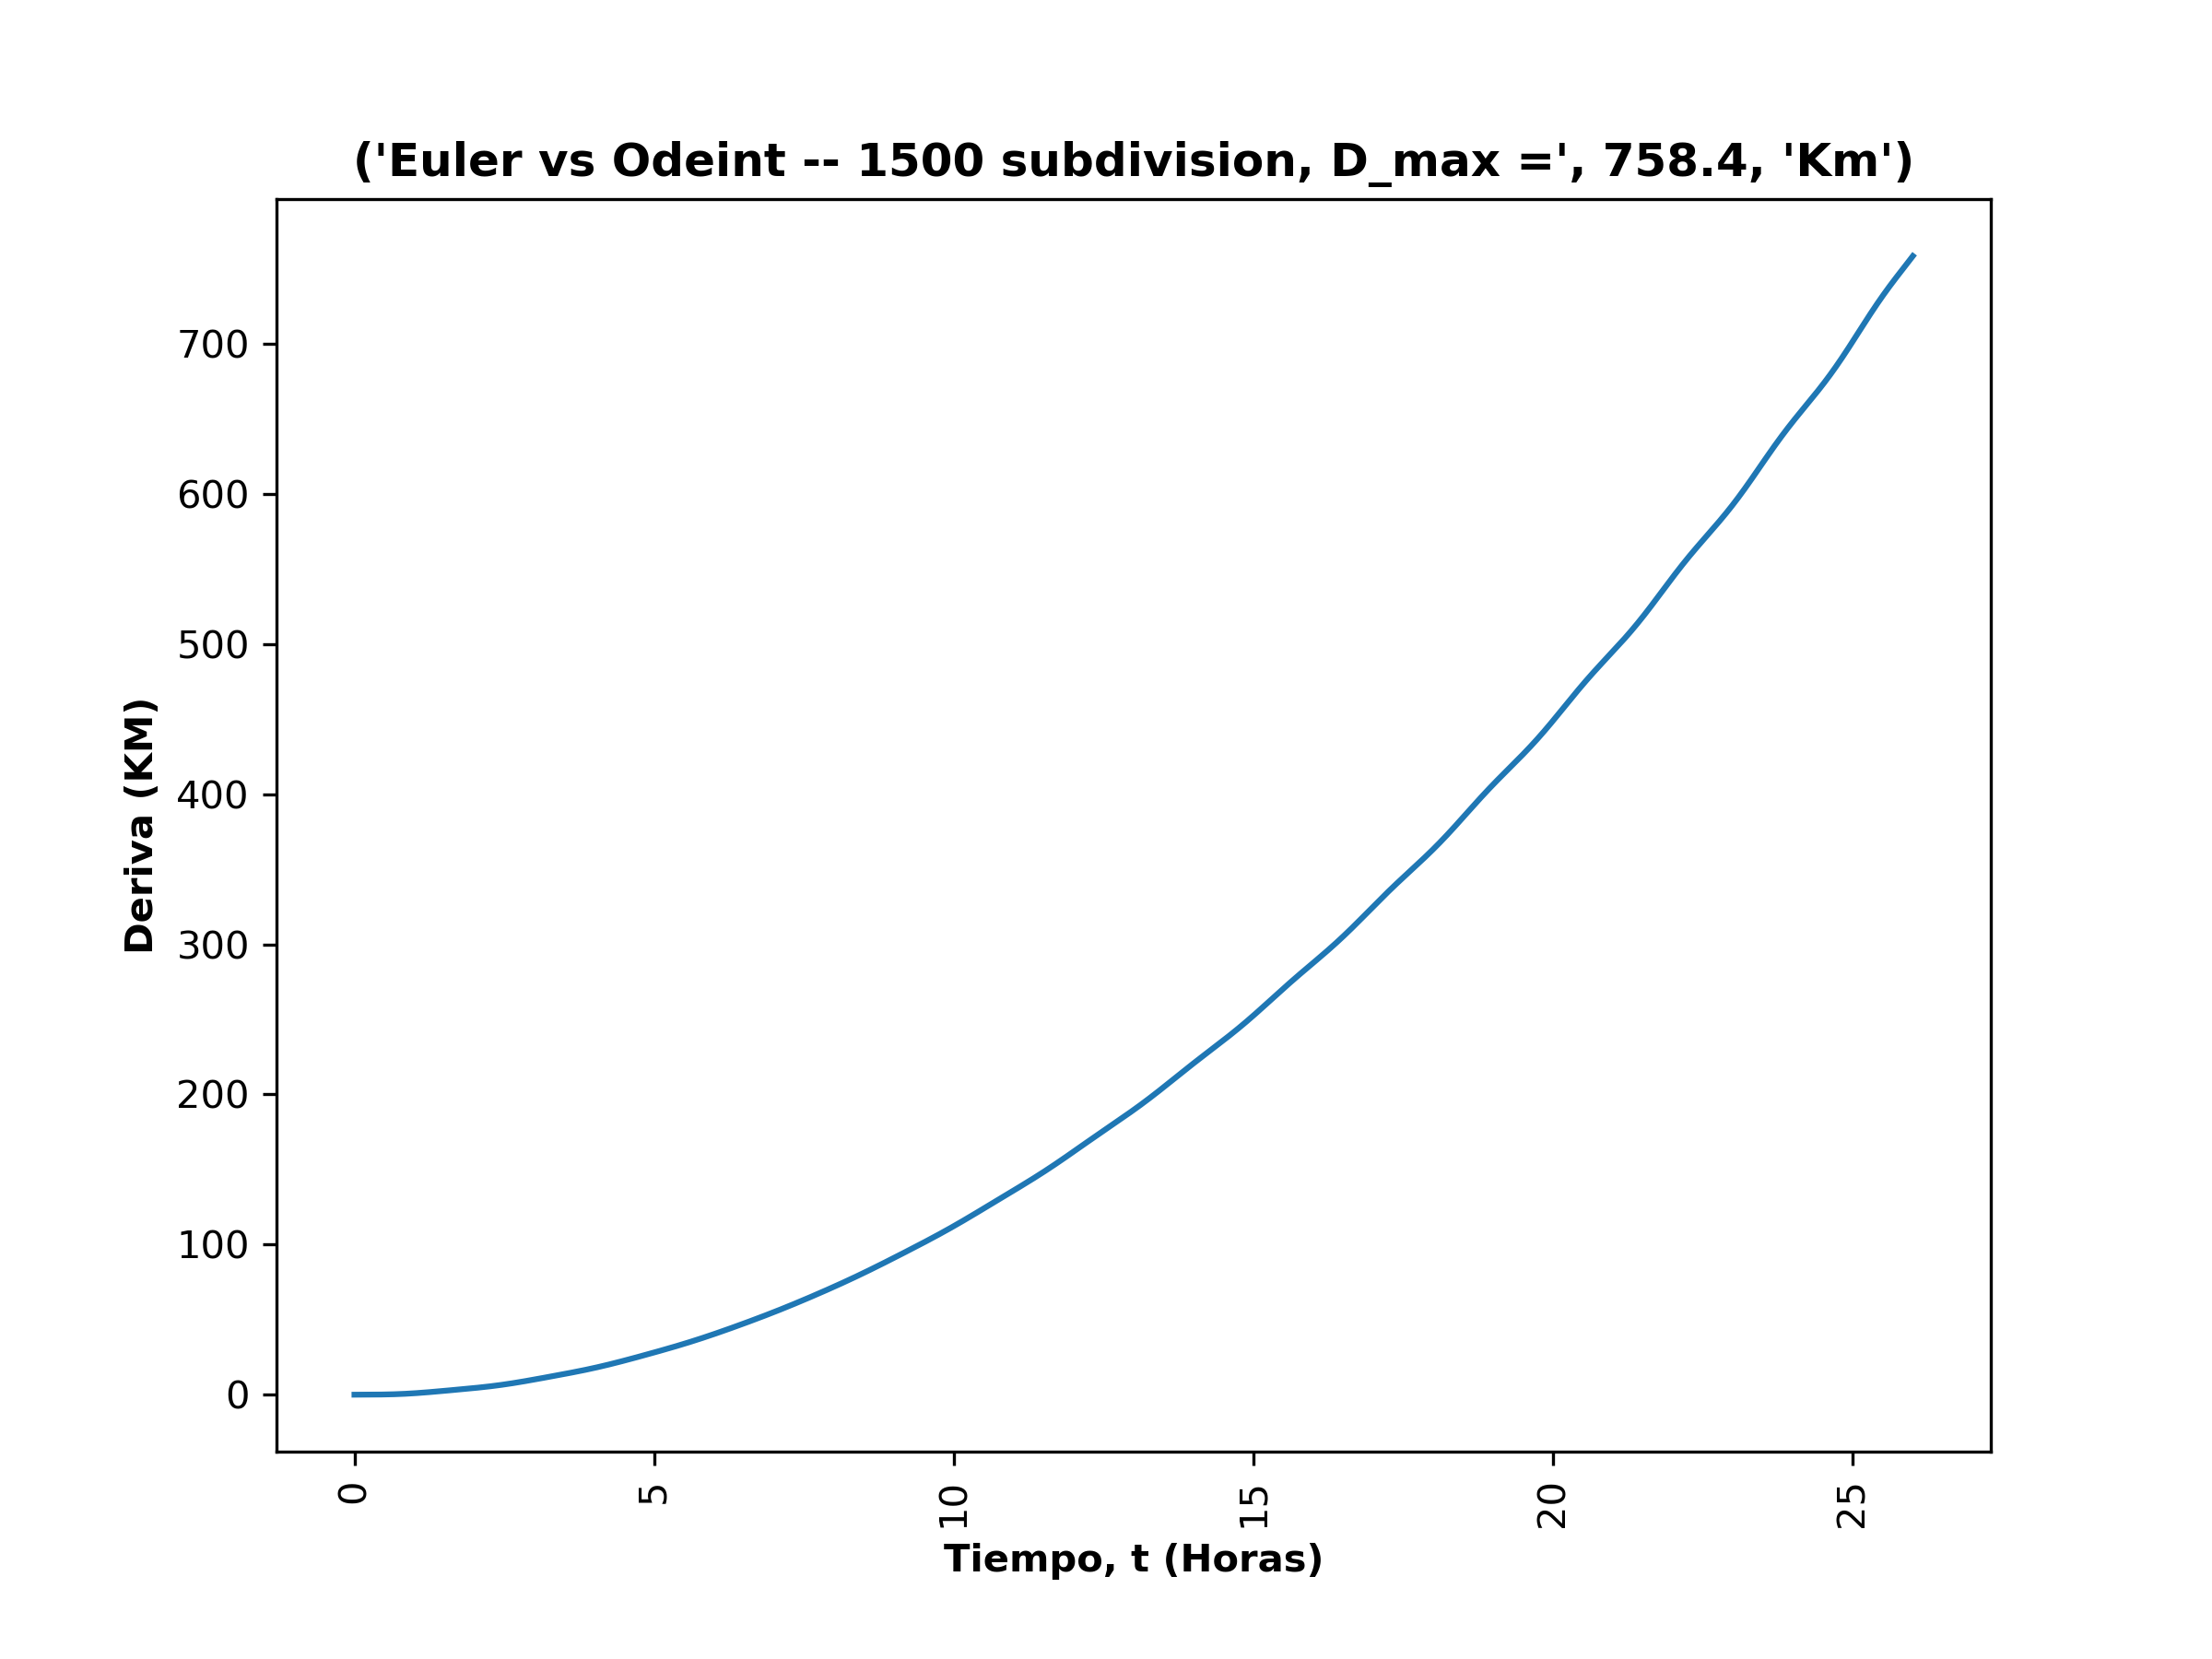 ('Euler vs Odeint -- 1500 subdivision, D_max =', 758.4, 'Km')
Deriva (KM)
700
600
500
400
300
200
100
0
0 5 10 15 20 25
Tiempo, t (Horas)